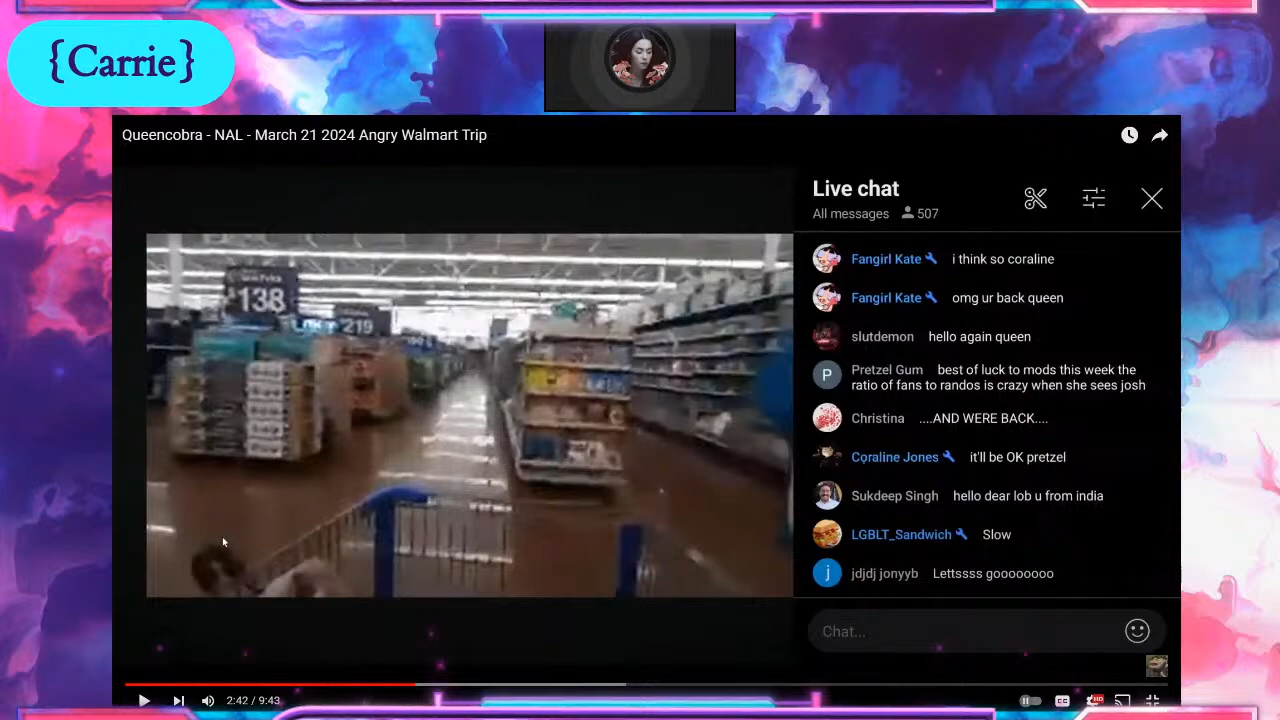 {Carrie}
Queencobra - NAL - March 21 2024 Angry Walmart Trip
Live chat
All messages 507
$138
219
Fangirl Kate i think so coraline
Fangirl Kate omg ur back queen
slutdemon hello again queen
P
Pretzel Gum best of luck to mods this week the
ratio of fans to randos is crazy when she sees josh
Christina ....AND WERE BACK....
Coraline Jones it'll be OK pretzel
Sukdeep Singh hello dear lob u from india
LGBLT_Sandwich Slow
j
jdjdj jonyyb Lettssss goooooooo
Chat...
2:42 / 9:43
CC
HD